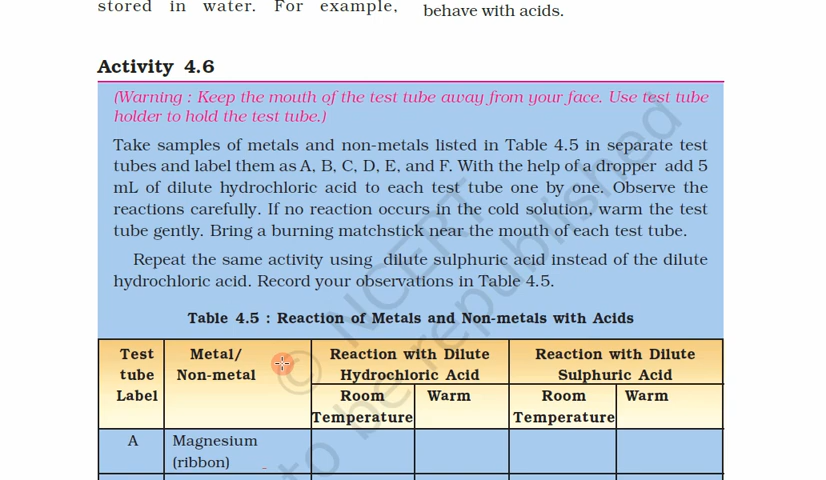 stored in water. For example,
behave with acids.
Activity 4.6
(Warning : Keep the mouth of the test tube away from your face. Use test tube
holder to hold the test tube.)
Take samples of metals and non-metals listed in Table 4.5 in separate test
tubes and label them as A, B, C, D, E, and F. With the help of a dropper add 5
mL of dilute hydrochloric acid to each test tube one by one. Observe the
reactions carefully. If no reaction occurs in the cold solution, warm the test
tube gently. Bring a burning matchstick near the mouth of each test tube.
Repeat the same activity using dilute sulphuric acid instead of the dilute
hydrochloric acid. Record your observations in Table 4.5.
Table 4.5 : Reaction of Metals and Non-metals with Acids
Test
tube
Label
Metal/
Non-metal
Reaction with Dilute
Hydrochloric Acid
Reaction with Dilute
Sulphuric Acid
Room
Temperature
Warm
Room
Temperature
Warm
A
Magnesium
(ribbon)
© NCERT
to be republished